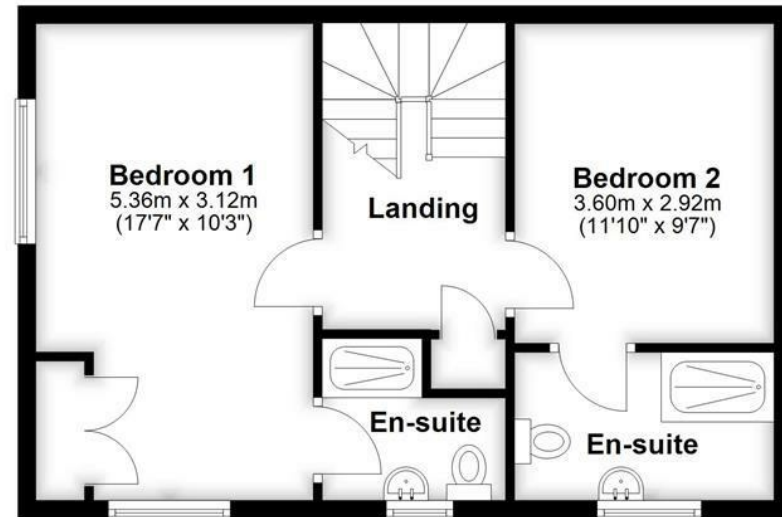 Bedroom 1
5.36m x 3.12m
(17'7" x 10'3")
Landing
Bedroom 2
3.60m x 2.92m
(11'10" x 9'7")
En-suite
En-suite